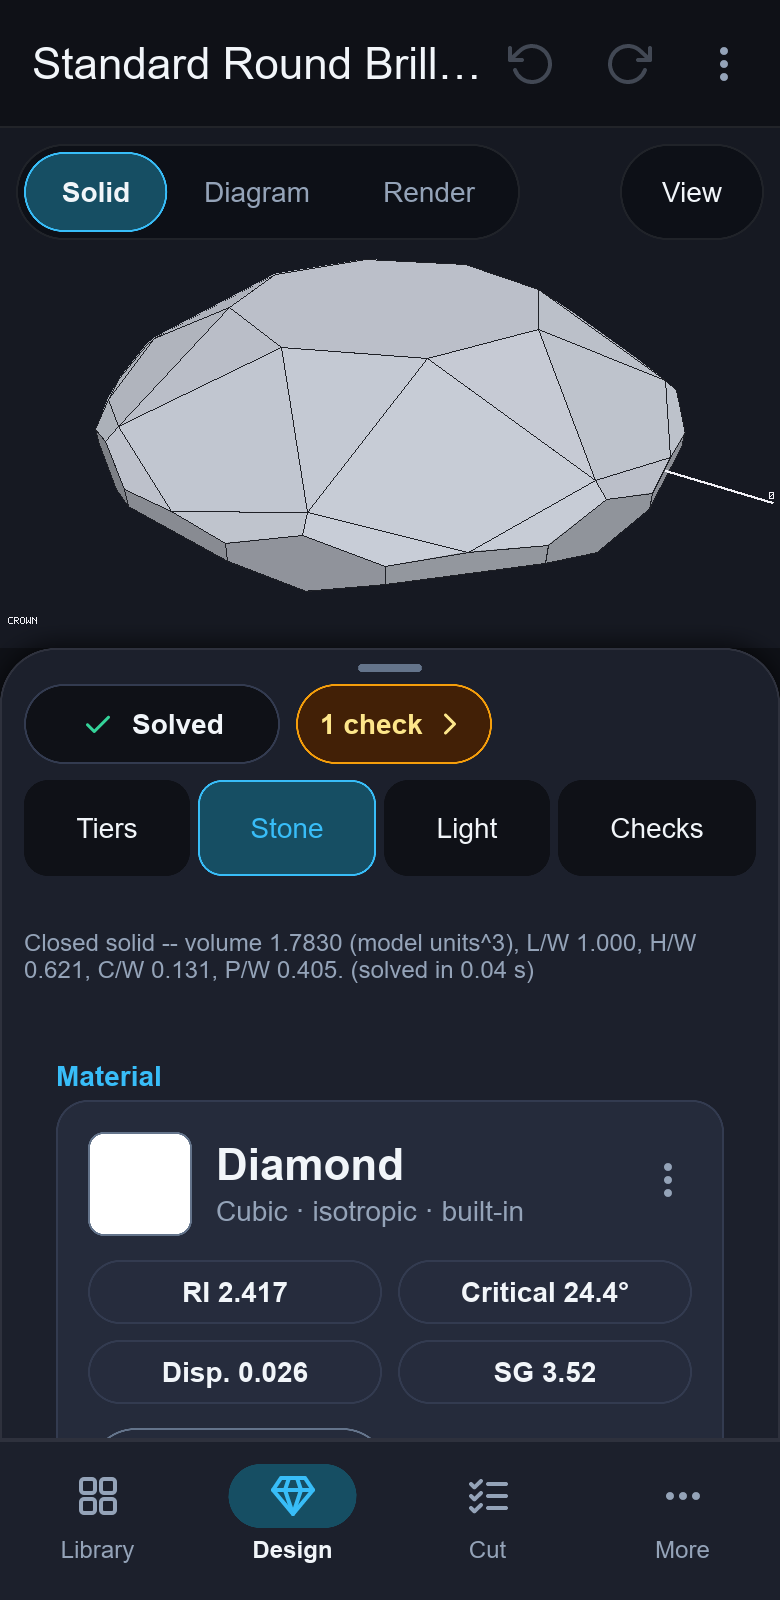 Standard Round Brill...
Solid
Diagram
Render
View
0
CROWN
Solved
1 check
Tiers
Stone
Light
Checks
Closed solid -- volume 1.7830 (model units^3), L/W 1.000, H/W
0.621, C/W 0.131, P/W 0.405. (solved in 0.04 s)
Material
Diamond
Cubic · isotropic · built-in
RI 2.417
Critical 24.4°
Disp. 0.026
SG 3.52
Library
Design
Cut
More